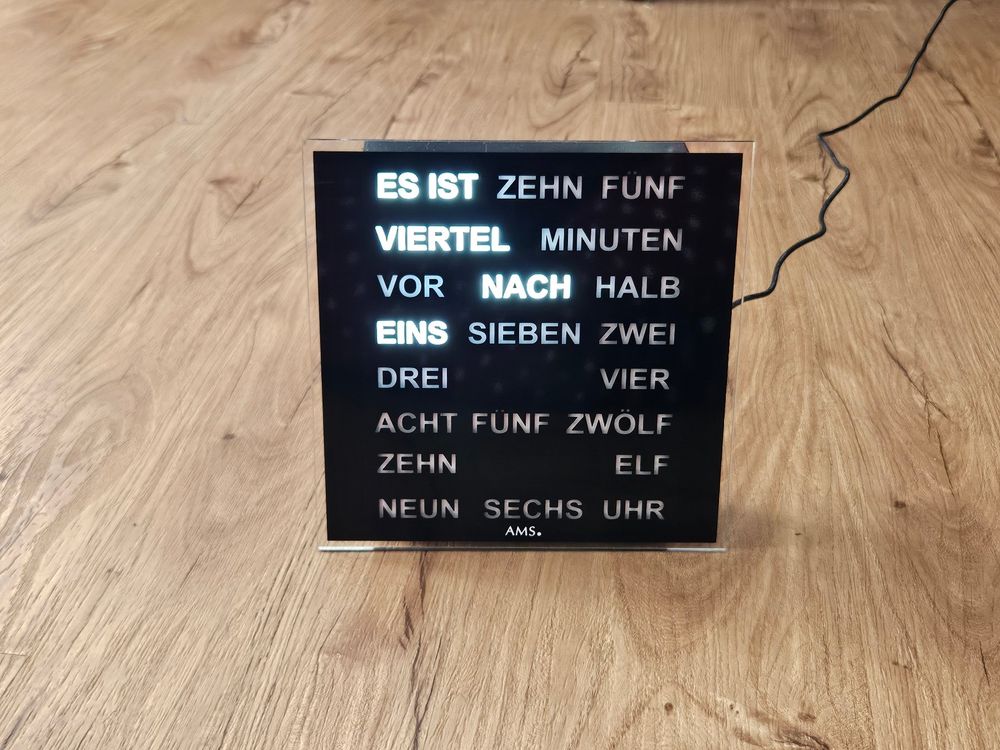 ES IST ZEHN FÜNF
VIERTEL MINUTEN
VOR NACH HALB
EINS SIEBEN ZWEI
DREI VIER
ACHT FÜNF ZWÖLF
ZEHN ELF
NEUN SECHS UHR
AMS.